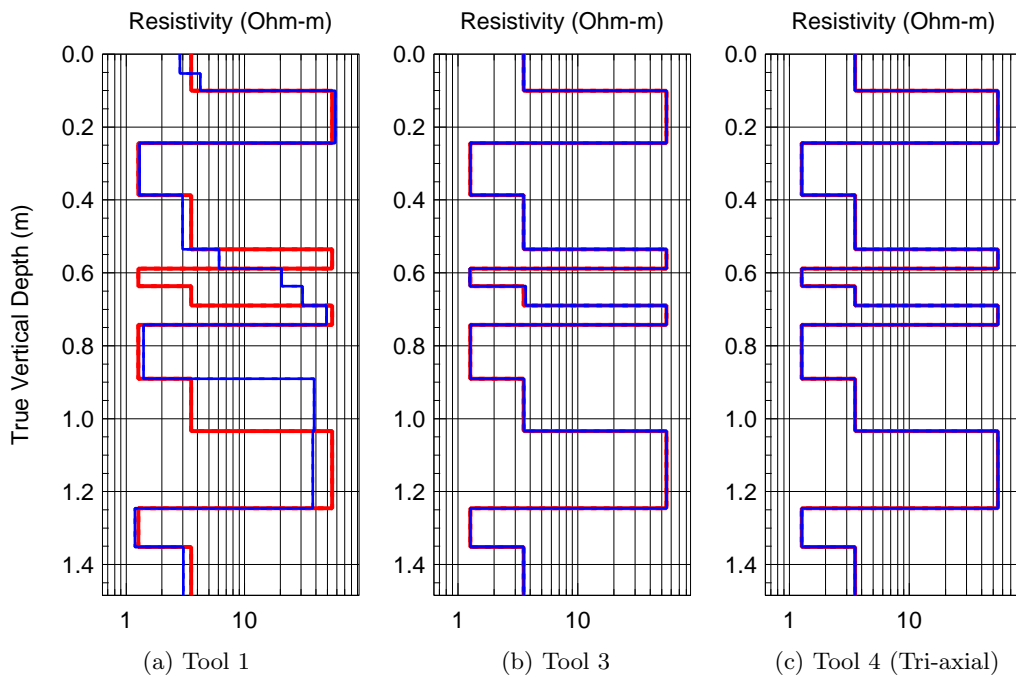 Resistivity (Ohm-m) Resistivity (Ohm-m) Resistivity (Ohm-m)
0.0 0.0 0.0
0.2 0.2 0.2
0.4 0.4 0.4
0.6 0.6 0.6
0.8 0.8 0.8
1.0 1.0 1.0
1.2 1.2 1.2
1.4 1.4 1.4
True Vertical Depth (m)
1 10 1 10 1 10
(a) Tool 1 (b) Tool 3 (c) Tool 4 (Tri-axial)